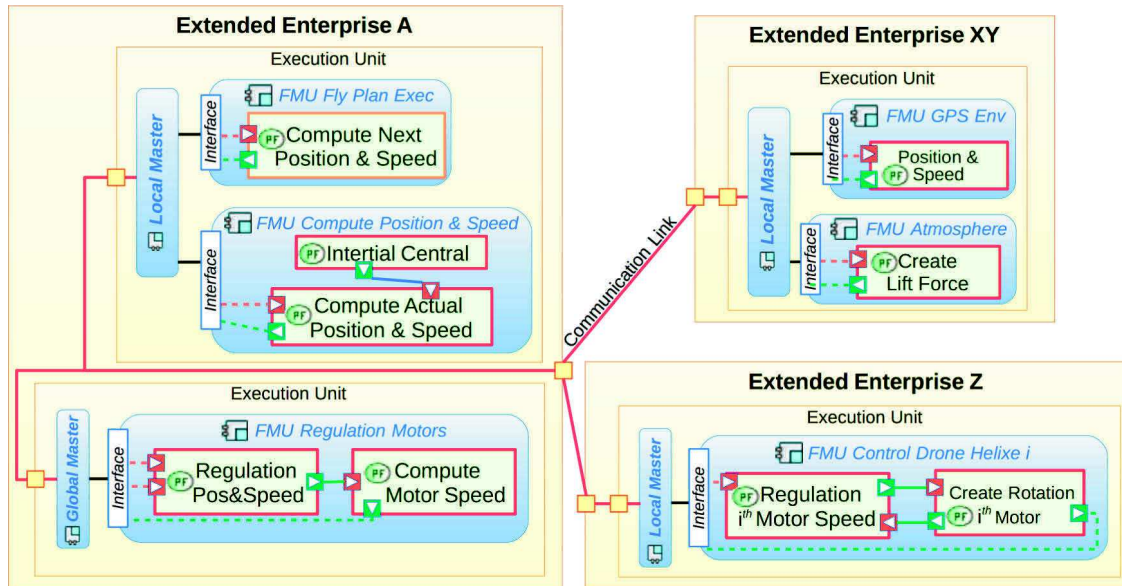 Extended Enterprise A
Execution Unit
Local Master
Interface
FMU Fly Plan Exec
PF
Compute Next
Position & Speed
Interface
FMU Compute Position & Speed
PF
Intertial Central
PF
Compute Actual
Position & Speed
Execution Unit
Global Master
Interface
FMU Regulation Motors
PF
Regulation
Pos&Speed
PF
Compute
Motor Speed
Communication Link
Extended Enterprise XY
Execution Unit
Local Master
Interface
FMU GPS Env
Position &
PF
Speed
Interface
FMU Atmosphere
PF
Create
Lift Force
Extended Enterprise Z
Execution Unit
Local Master
Interface
FMU Control Drone Helixe i
PF
Regulation
ith Motor Speed
Create Rotation
PF
ith Motor